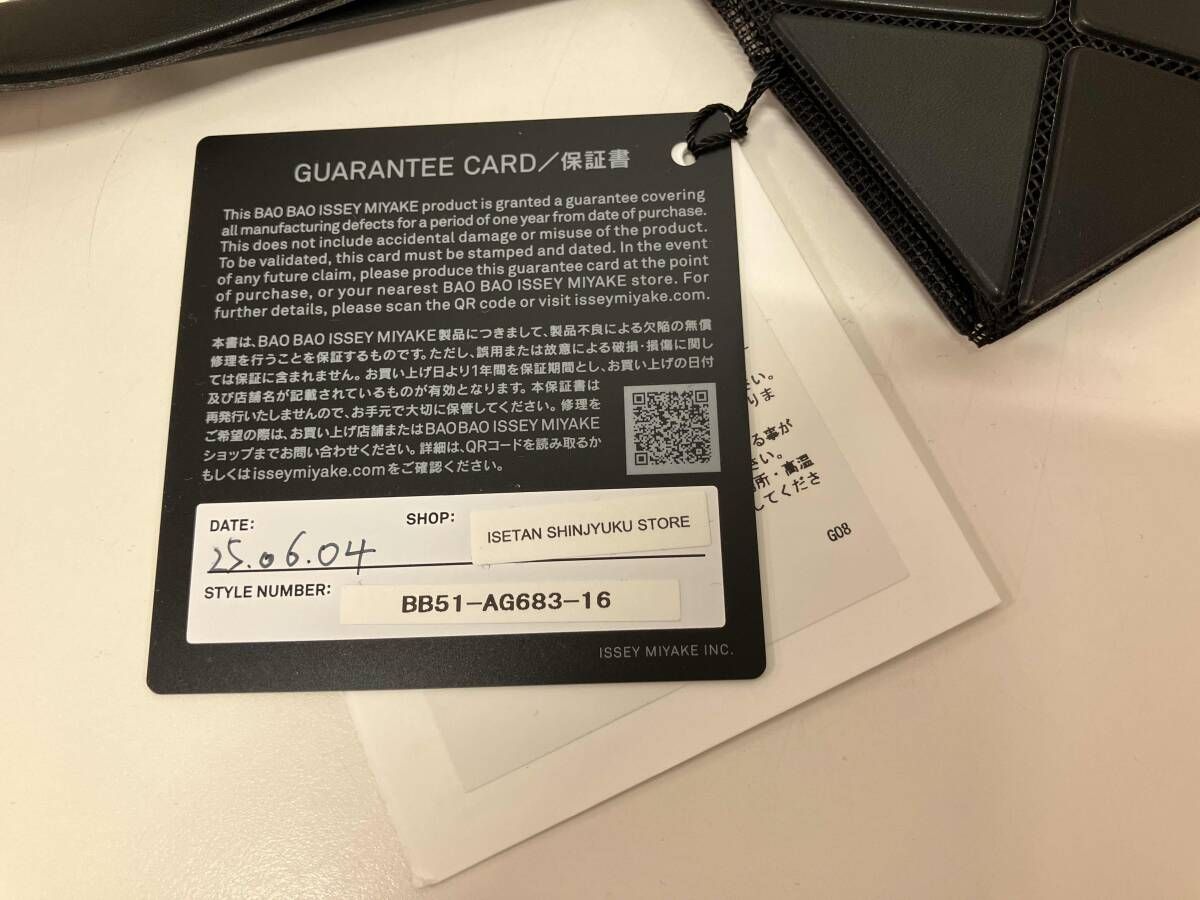 GUARANTEE CARD/保証書
This BAO BAO ISSEY MIYAKE product is granted a guarantee covering
all manufacturing defects for a period of one year from date of purchase.
This does not include accidental damage or misuse of the product.
To be validated, this card must be stamped and dated. In the event
of any future claim, please produce this guarantee card at the point
of purchase, or your nearest BAO BAO ISSEY MIYAKE store. For
further details, please scan the QR code or visit isseymiyake.com.
本書は、BAO BAO ISSEY MIYAKE製品につきまして、製品不良による欠陥の無償
修理を行うことを保証するものです。ただし、誤用または故意による破損・損傷に関し
ては保証に含まれません。お買い上げ日より1年間を保証期間とし、お買い上げの日付
及び店舗名が記載されているものが有効となります。本保証書は
再発行いたしませんので、お手元で大切に保管してください。修理を
ご希望の際は、お買い上げ店舗またはBAO BAO ISSEY MIYAKE
ショップまでお問い合わせください。詳細は、QRコードを読み取るか
もしくはisseymiyake.comをご確認ください。
DATE: 25.06.04
SHOP: ISETAN SHINJYUKU STORE
STYLE NUMBER: BB51-AG683-16
ISSEY MIYAKE INC.
い。
りま
る事が
さい。
所・高温
してくださ
G08